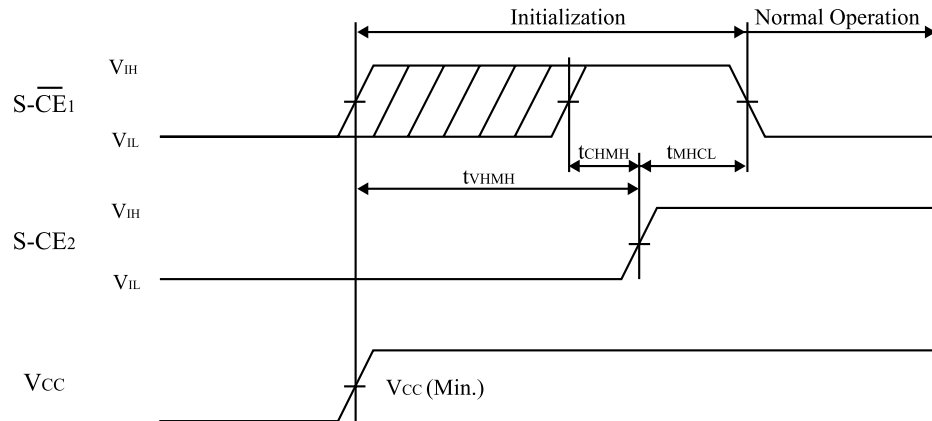 Initialization Normal Operation
VIH
S-CE1
VIL
tCHMH tMHCL
tVHMH
VIH
S-CE2
VIL
VCC
VCC (Min.)